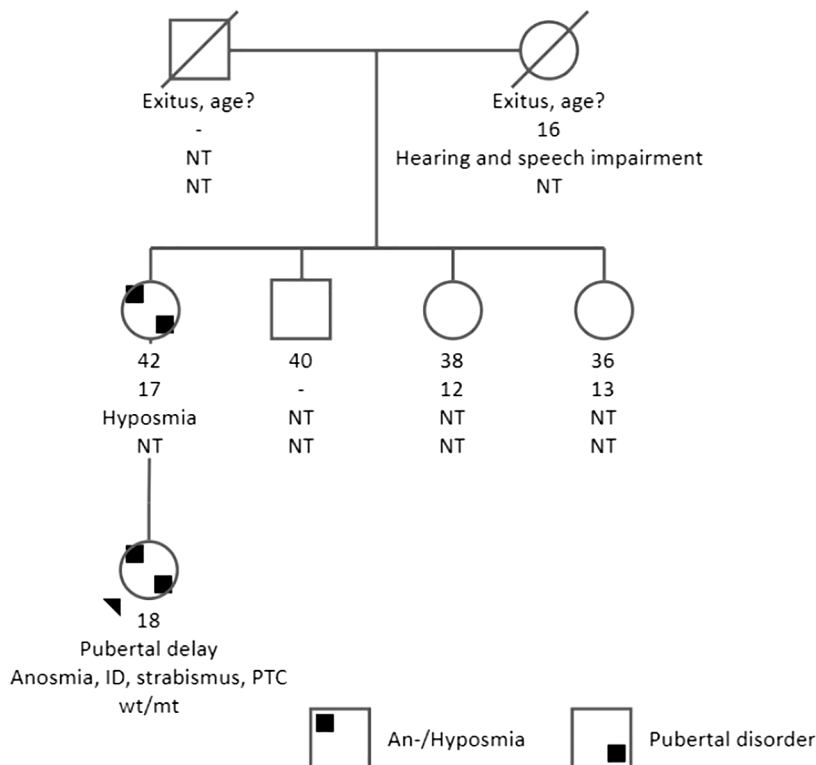 Exitus, age?
-
NT
NT
Exitus, age?
16
Hearing and speech impairment
NT
42
17
Hyposmia
NT
40
-
NT
NT
38
12
NT
NT
36
13
NT
NT
18
Pubertal delay
Anosmia, ID, strabismus, PTC
wt/mt
An-/Hyposmia
Pubertal disorder